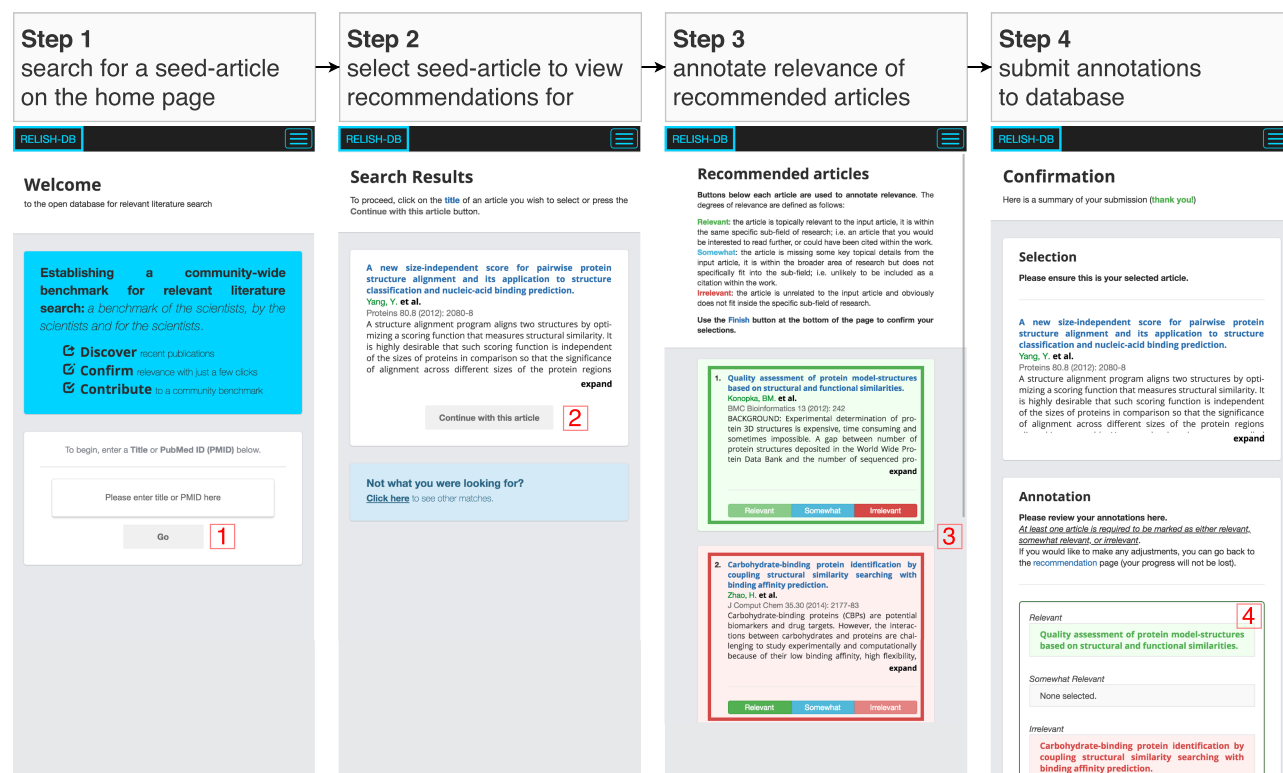 Step 1
search for a seed-article
on the home page
Step 2
select seed-article to view
recommendations for
Step 3
annotate relevance of
recommended articles
Step 4
submit annotations
to database
RELISH-DB
Welcome
to the open database for relevant literature search
Establishing a community-wide
benchmark for relevant literature
search: a benchmark of the scientists, by the
scientists and for the scientists.
Discover recent publications
Confirm relevance with just a few clicks
Contribute to a community benchmark
To begin, enter a Title or PubMed ID (PMID) below.
Please enter title or PMID here
Go
1
RELISH-DB
Search Results
To proceed, click on the title of an article you wish to select or press the
Continue with this article button.
A new size-independent score for pairwise protein
structure alignment and its application to structure
classification and nucleic-acid binding prediction.
Yang, Y. et al.
Proteins 80.8 (2012): 2080-8
A structure alignment program aligns two structures by opti-
mizing a scoring function that measures structural similarity. It
is highly desirable that such scoring function is independent
of the sizes of proteins in comparison so that the significance
of alignment across different sizes of the protein regions
expand
Continue with this article
2
Not what you were looking for?
Click here to see other matches.
RELISH-DB
Recommended articles
Buttons below each article are used to annotate relevance. The
degrees of relevance are defined as follows:
Relevant: the article is topically relevant to the input article, it is within
the same specific sub-field of research; i.e. an article that you would
be interested to read further, or could have been cited within the work.
Somewhat: the article is missing some key topical details from the
input article, it is within the broader area of research but does not
specifically fit into the sub-field; i.e. unlikely to be included as a
citation within the work.
Irrelevant: the article is unrelated to the input article and obviously
does not fit inside the specific sub-field of research.
Use the Finish button at the bottom of the page to confirm your
selections.
1. Quality assessment of protein model-structures
based on structural and functional similarities.
Konopka, BM. et al.
BMC Bioinformatics 13 (2012): 242
BACKGROUND: Experimental determination of pro-
tein 3D structures is expensive, time consuming and
sometimes impossible. A gap between number of
protein structures deposited in the World Wide Pro-
tein Data Bank and the number of sequenced pro-
expand
Relevant Somewhat Irrelevant
3
2. Carbohydrate-binding protein identification by
coupling structural similarity searching with
binding affinity prediction.
Zhao, H. et al.
J Comput Chem 35.30 (2014): 2177-83
Carbohydrate-binding proteins (CBPs) are potential
biomarkers and drug targets. However, the interac-
tions between carbohydrates and proteins are chal-
lenging to study experimentally and computationally
because of their low binding affinity, high flexibility,
expand
Relevant Somewhat Irrelevant
RELISH-DB
Confirmation
Here is a summary of your submission (thank you!)
Selection
Please ensure this is your selected article.
A new size-independent score for pairwise protein
structure alignment and its application to structure
classification and nucleic-acid binding prediction.
Yang, Y. et al.
Proteins 80.8 (2012): 2080-8
A structure alignment program aligns two structures by opti-
mizing a scoring function that measures structural similarity. It
is highly desirable that such scoring function is independent
of the sizes of proteins in comparison so that the significance
of alignment across different sizes of the protein regions
expand
Annotation
Please review your annotations here.
At least one article is required to be marked as either relevant,
somewhat relevant, or irrelevant.
If you would like to make any adjustments, you can go back to
the recommendation page (your progress will not be lost).
4
Relevant
Quality assessment of protein model-structures
based on structural and functional similarities.
Somewhat Relevant
None selected.
Irrelevant
Carbohydrate-binding protein identification by
coupling structural similarity searching with
binding affinity prediction.